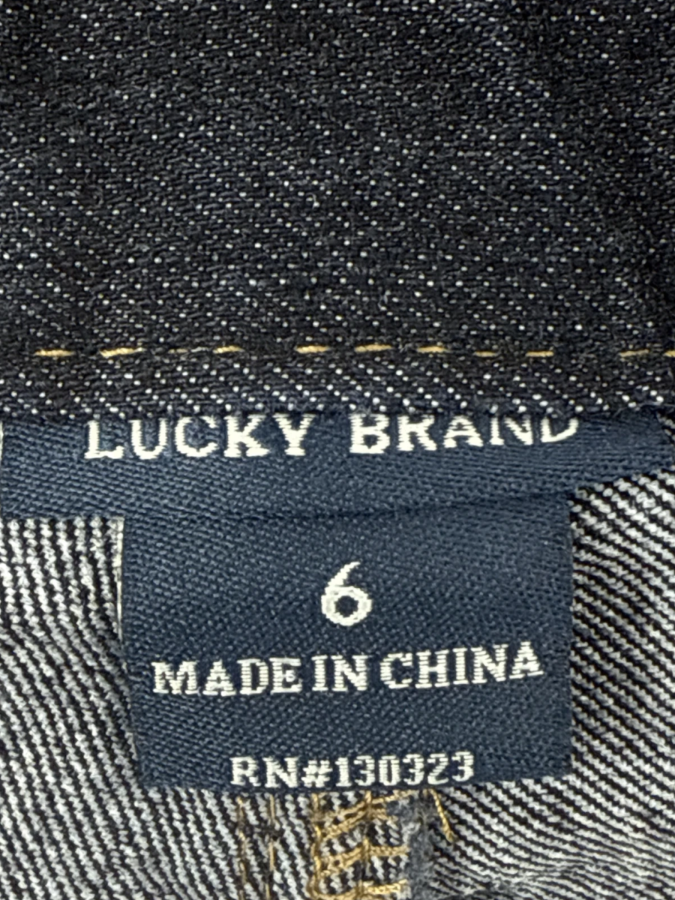 LUCKY BRAND
6
MADE IN CHINA
RN#130323